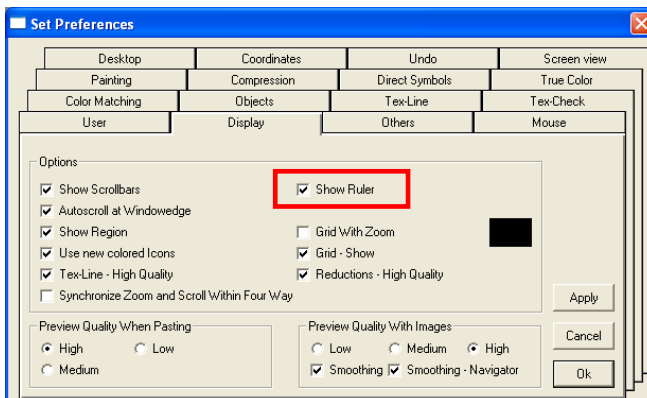 Set Preferences
Desktop Coordinates Undo Screen view
Painting Compression Direct Symbols True Color
Color Matching Objects Tex-Line Tex-Check
User Display Others Mouse
Options
Show Scrollbars Show Ruler
Autoscroll at Windowedge
Show Region Grid With Zoom
Use new colored Icons Grid - Show
Tex-Line - High Quality Reductions - High Quality
Synchronize Zoom and Scroll Within Four Way
Apply
Preview Quality When Pasting Preview Quality With Images
Cancel
High Low Low Medium High
Medium Smoothing Smoothing - Navigator
Ok